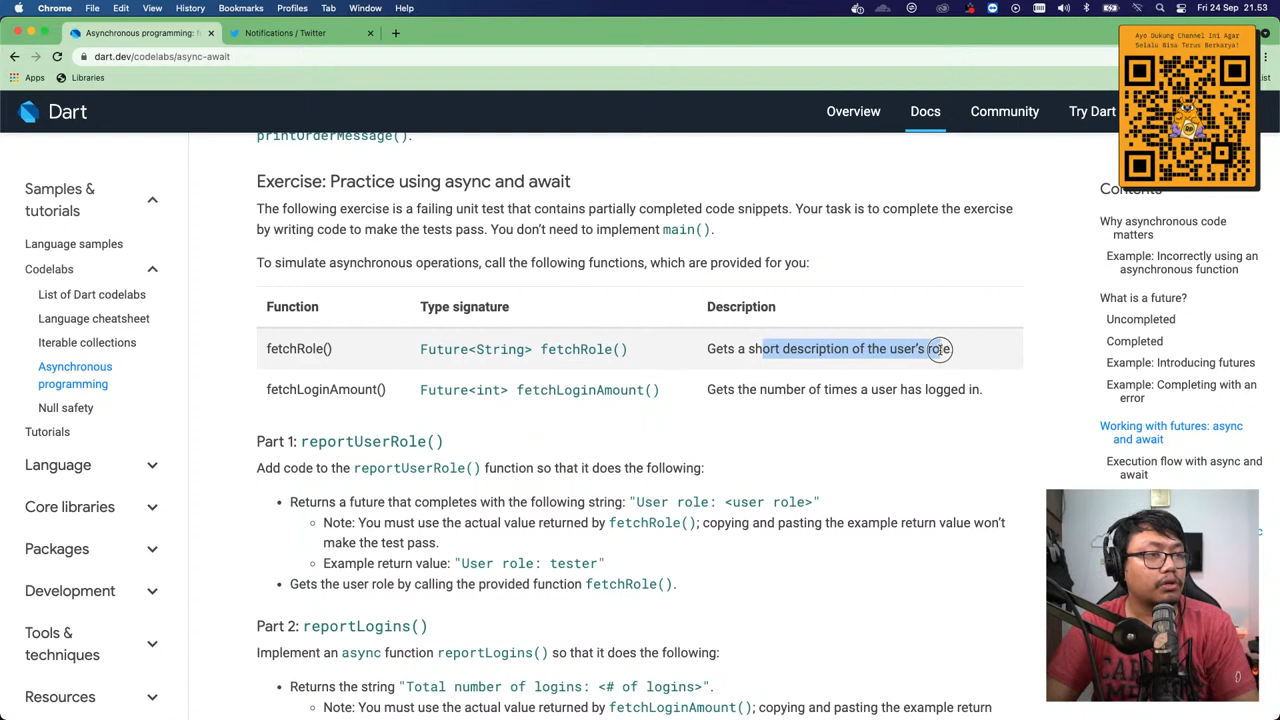 Chrome File Edit View History Bookmarks Profiles Tab Window Help
Fri 24 Sep 21.53
Asynchronous programming: f
Notifications / Twitter
dart.dev/codelabs/async-await
Apps
Libraries
List
Ayo Dukung Channel Ini Agar
Selalu Bisa Terus Berkarya!
Dart
Overview
Docs
Community
Try Dart
Samples &
tutorials
Language samples
Codelabs
List of Dart codelabs
Language cheatsheet
Iterable collections
Asynchronous
programming
Null safety
Tutorials
Language
Core libraries
Packages
Development
Tools &
techniques
Resources
printOrderMessage().
Exercise: Practice using async and await
The following exercise is a failing unit test that contains partially completed code snippets. Your task is to complete the exercise
by writing code to make the tests pass. You don’t need to implement main().
To simulate asynchronous operations, call the following functions, which are provided for you:
Function Type signature Description
fetchRole() Future<String> fetchRole() Gets a short description of the user’s role.
fetchLoginAmount() Future<int> fetchLoginAmount() Gets the number of times a user has logged in.
Part 1: reportUserRole()
Add code to the reportUserRole() function so that it does the following:
• Returns a future that completes with the following string: "User role: <user role>"
◦ Note: You must use the actual value returned by fetchRole(); copying and pasting the example return value won’t
make the test pass.
◦ Example return value: "User role: tester"
• Gets the user role by calling the provided function fetchRole().
Part 2: reportLogins()
Implement an async function reportLogins() so that it does the following:
• Returns the string "Total number of logins: <# of logins>".
◦ Note: You must use the actual value returned by fetchLoginAmount(); copying and pasting the example return
Contents
Why asynchronous code
matters
Example: Incorrectly using an
asynchronous function
What is a future?
Uncompleted
Completed
Example: Introducing futures
Example: Completing with an
error
Working with futures: async
and await
Execution flow with async and
await